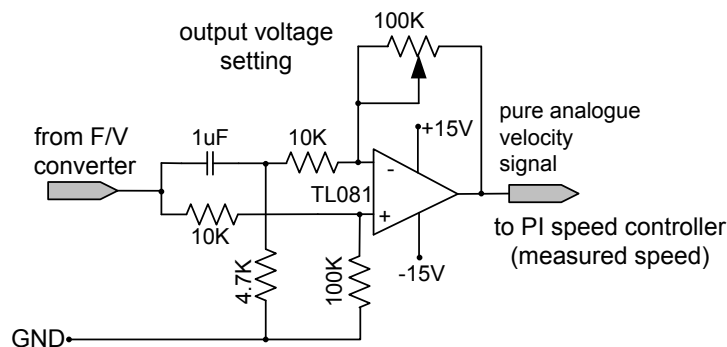 100K
output voltage
setting
from F/V
converter
1uF
10K
+15V
pure analogue
velocity
signal
-
TL081
+
10K
to PI speed controller
(measured speed)
4.7K
100K
-15V
GND